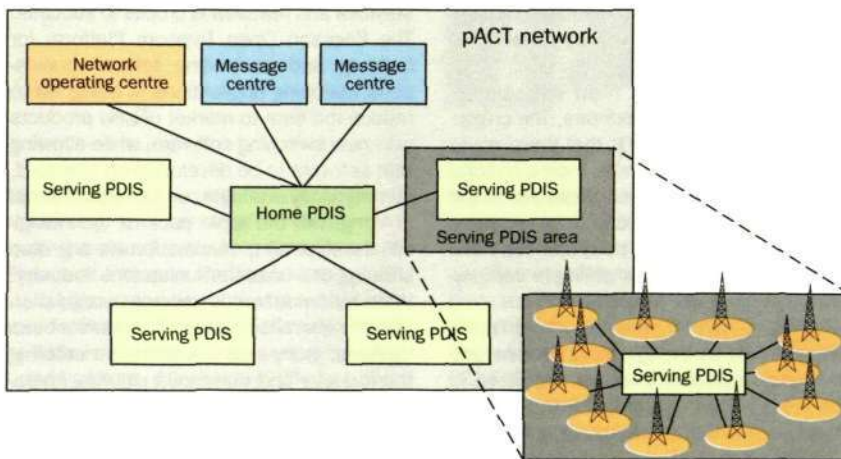 pACT network
Network
operating centre
Message
centre
Message
centre
Serving PDIS
Home PDIS
Serving PDIS
Serving PDIS area
Serving PDIS
Serving PDIS
Serving PDIS